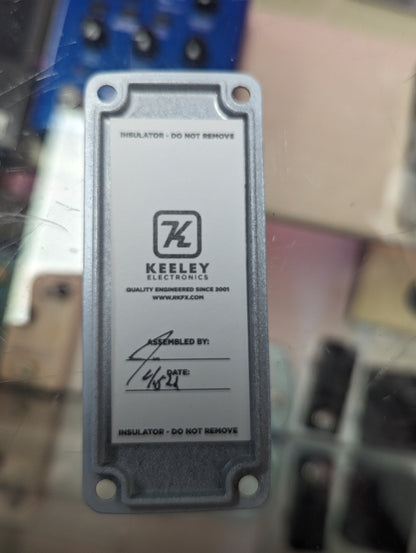 INSULATOR - DO NOT REMOVE
KEELEY
ELECTRONICS
QUALITY ENGINEERED SINCE 2001
WWW.RKFX.COM
ASSEMBLED BY:
DATE:
INSULATOR - DO NOT REMOVE